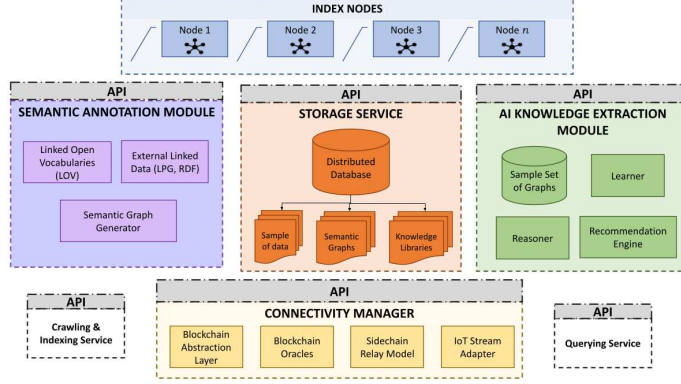 INDEX NODES
Node 1
Node 2
Node 3
Node n
API
SEMANTIC ANNOTATION MODULE
Linked Open
Vocabularies
(LOV)
External Linked
Data (LPG, RDF)
Semantic Graph
Generator
API
STORAGE SERVICE
Distributed
Database
Sample
of data
Semantic
Graphs
Knowledge
Libraries
API
AI KNOWLEDGE EXTRACTION
MODULE
Sample Set
of Graphs
Learner
Reasoner
Recommendation
Engine
API
Crawling &
Indexing Service
API
CONNECTIVITY MANAGER
Blockchain
Abstraction
Layer
Blockchain
Oracles
Sidechain
Relay Model
IoT Stream
Adapter
API
Querying Service